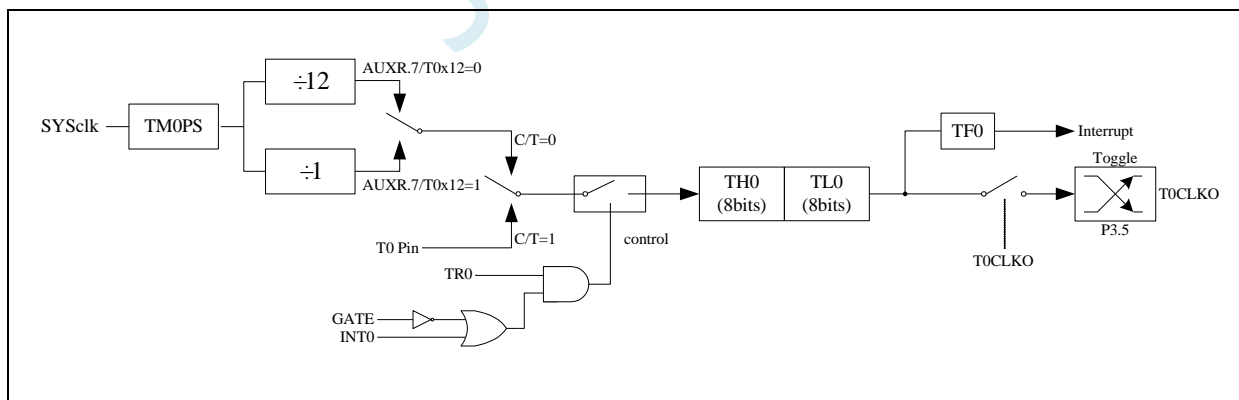 AUXR.7/T0x12=0
÷12
SYSclk
TM0PS
÷1
AUXR.7/T0x12=1
C/T=0
C/T=1
T0 Pin
control
TR0
GATE
INT0
TH0
(8bits)
TL0
(8bits)
TF0
Interrupt
Toggle
T0CLKO
P3.5
T0CLKO